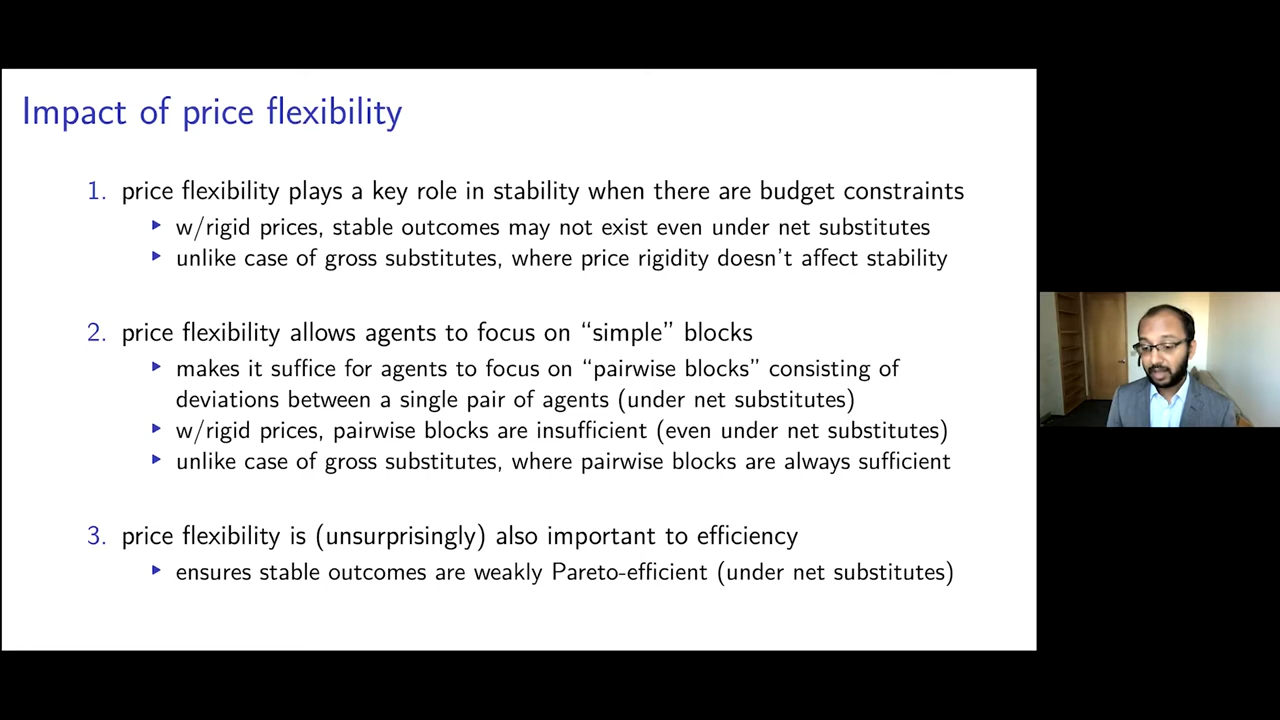 Impact of price flexibility
1. price flexibility plays a key role in stability when there are budget constraints
w/rigid prices, stable outcomes may not exist even under net substitutes
unlike case of gross substitutes, where price rigidity doesn't affect stability
2. price flexibility allows agents to focus on “simple” blocks
makes it suffice for agents to focus on “pairwise blocks” consisting of
deviations between a single pair of agents (under net substitutes)
w/rigid prices, pairwise blocks are insufficient (even under net substitutes)
unlike case of gross substitutes, where pairwise blocks are always sufficient
3. price flexibility is (unsurprisingly) also important to efficiency
ensures stable outcomes are weakly Pareto-efficient (under net substitutes)